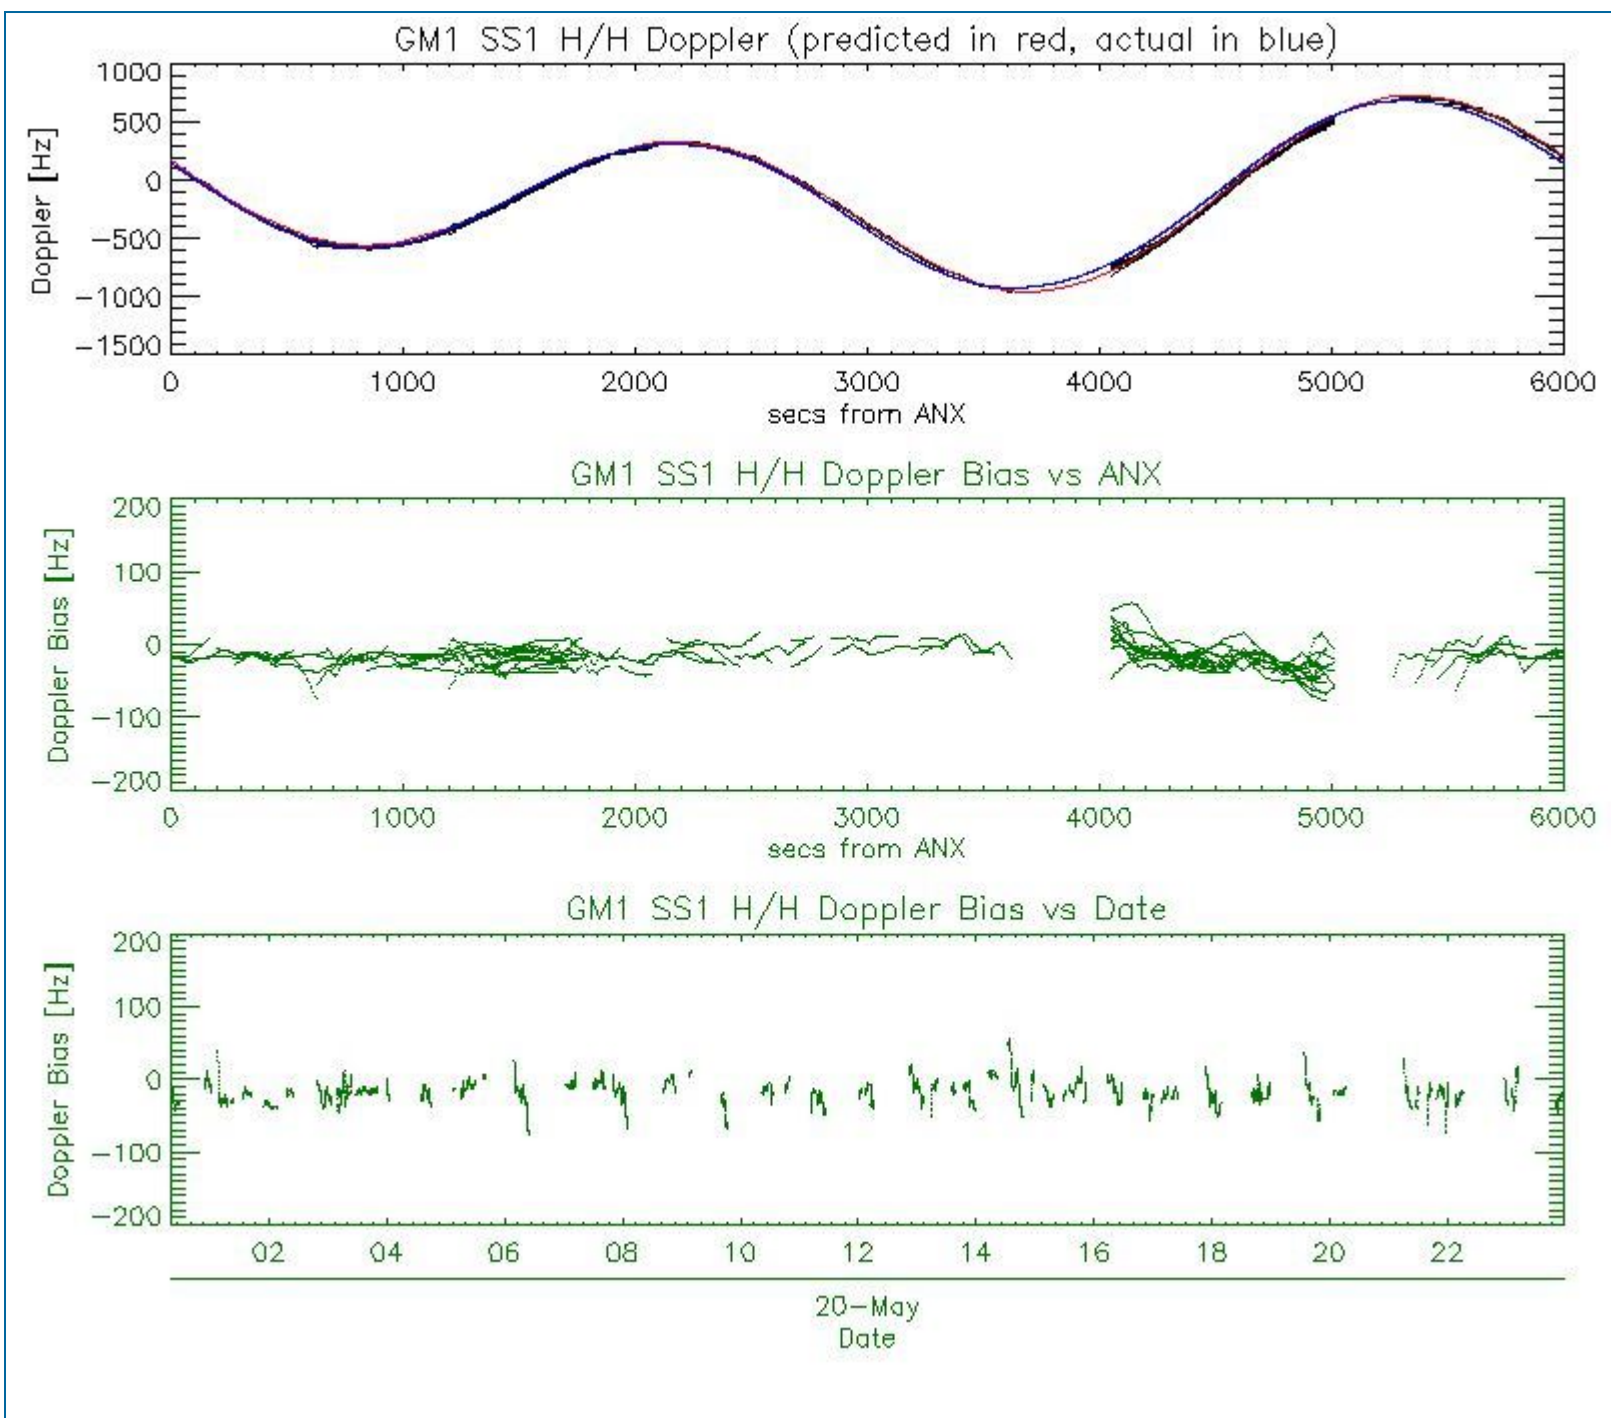 GM1 SS1 H/H Doppler (predicted in red, actual in blue)
1000
500
0
-500
-1000
-1500
Doppler [Hz]
0 1000 2000 3000 4000 5000 6000
secs from ANX
GM1 SS1 H/H Doppler Bias vs ANX
200
100
0
-100
-200
Doppler Bias [Hz]
0 1000 2000 3000 4000 5000 6000
secs from ANX
GM1 SS1 H/H Doppler Bias vs Date
200
100
0
-100
-200
Doppler Bias [Hz]
02 04 06 08 10 12 14 16 18 20 22
20-May
Date